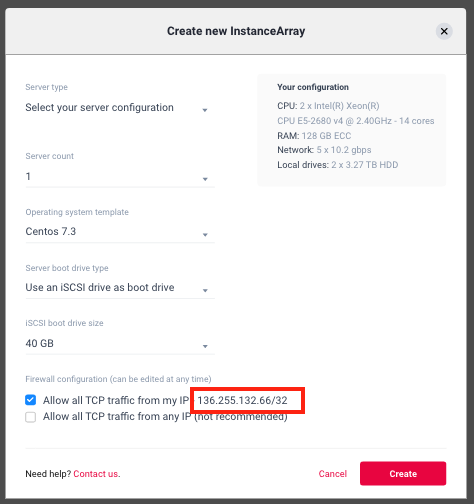 Create new InstanceArray
Server type
Select your server configuration
Server count
1
Operating system template
Centos 7.3
Server boot drive type
Use an iSCSI drive as boot drive
iSCSI boot drive size
40 GB
Your configuration
CPU: 2 x Intel(R) Xeon(R)
CPU E5-2680 v4 @ 2.40GHz - 14 cores
RAM: 128 GB ECC
Network: 5 x 10.2 gbps
Local drives: 2 x 3.27 TB HDD
Firewall configuration (can be edited at any time)
Allow all TCP traffic from my IP 136.255.132.66/32
Allow all TCP traffic from any IP (not recommended)
Need help? Contact us.
Cancel
Create